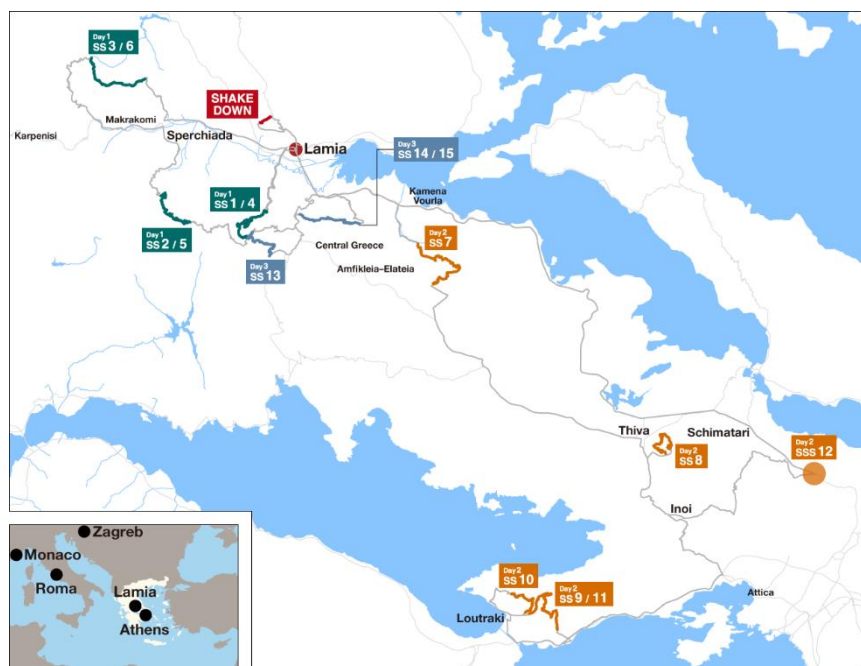 Day 1
SS 3 / 6
Makrakomi
Karpenisi
Sperchiada
SHAKE
DOWN
Lamia
Day 3
SS 14 / 15
Day 1
SS 1 / 4
Kamena
Vourla
Day 1
SS 2 / 5
Day 3
SS 13
Central Greece
Day 2
SS 7
Amfikleia-Elateia
Thiva
Schimatari
Day 2
SS 8
Day 2
SSS 12
Inoi
Day 2
SS 10
Day 2
SS 9 / 11
Loutraki
Attica
Zagreb
Monaco
Roma
Lamia
Athens